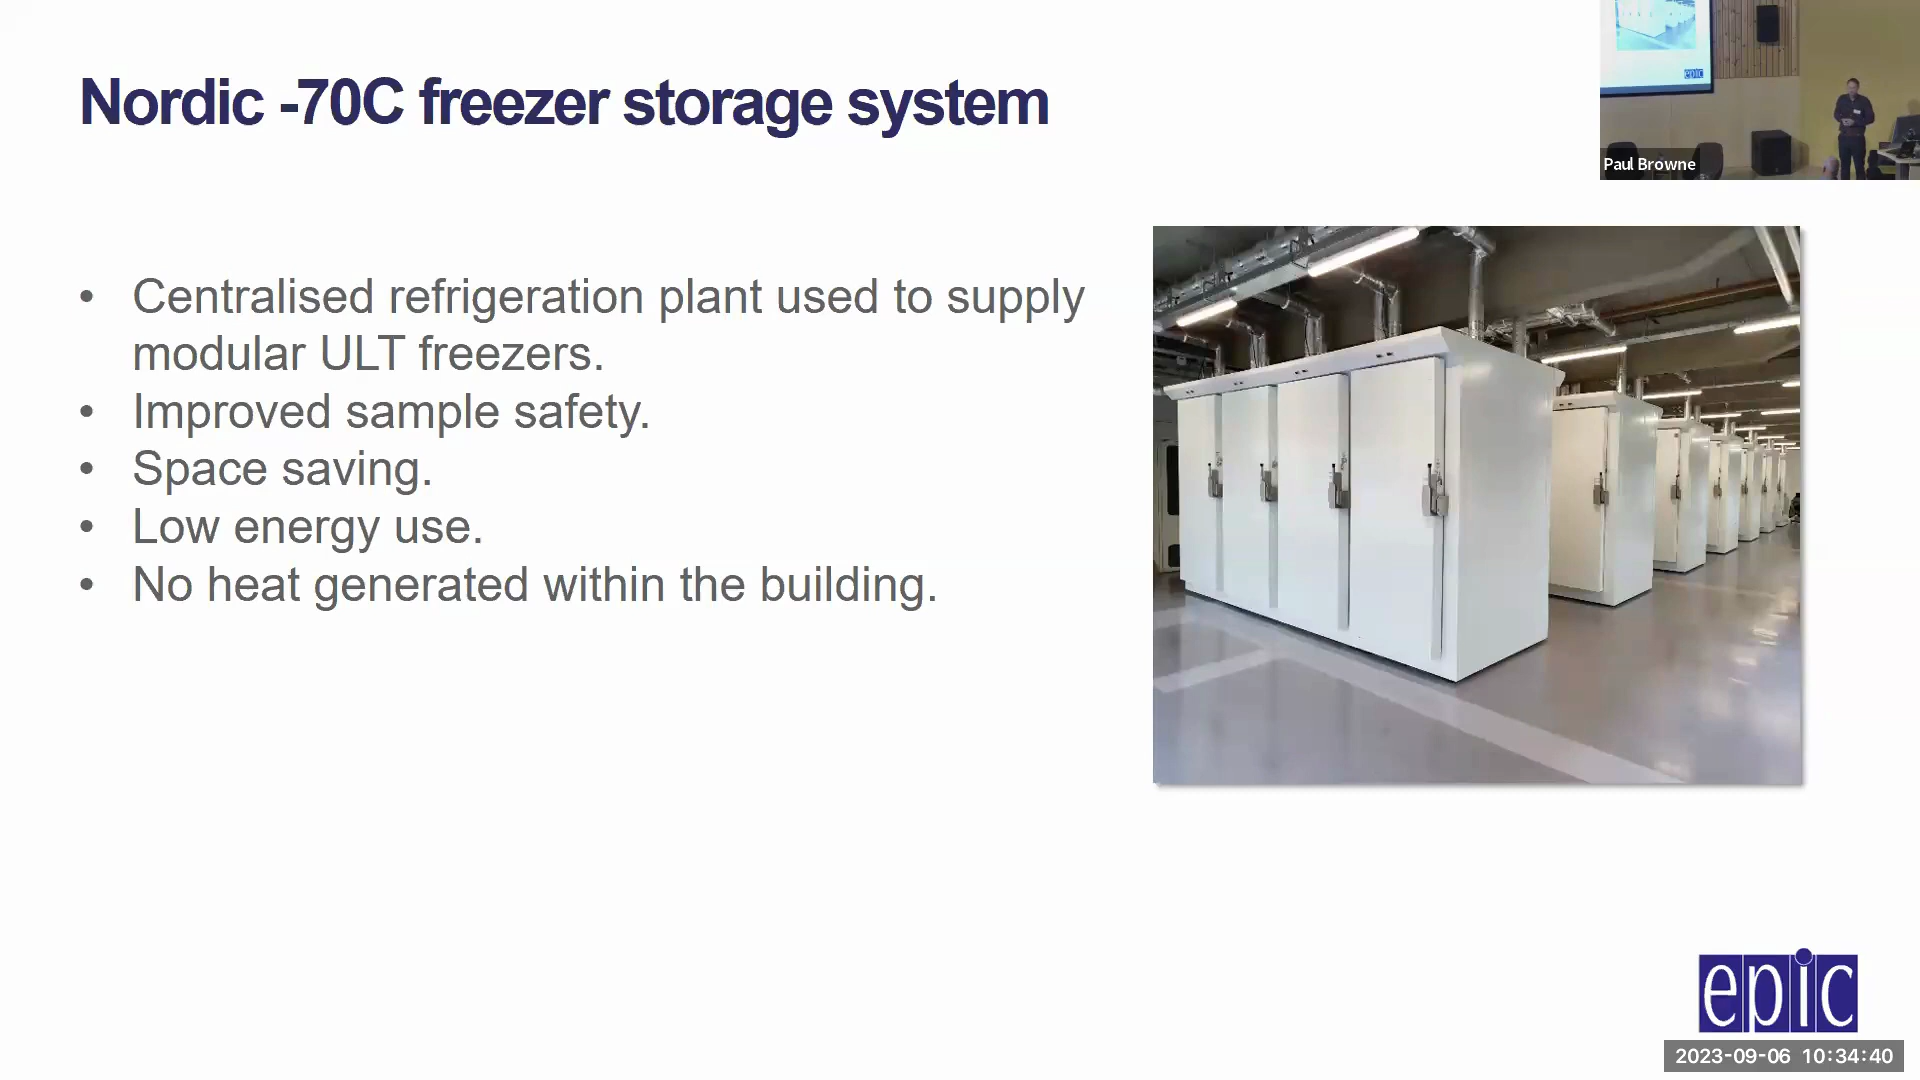 Nordic -70C freezer storage system
Paul Browne
• Centralised refrigeration plant used to supply
modular ULT freezers.
• Improved sample safety.
• Space saving.
• Low energy use.
• No heat generated within the building.
epic
epic
2023-09-06 10:34:40